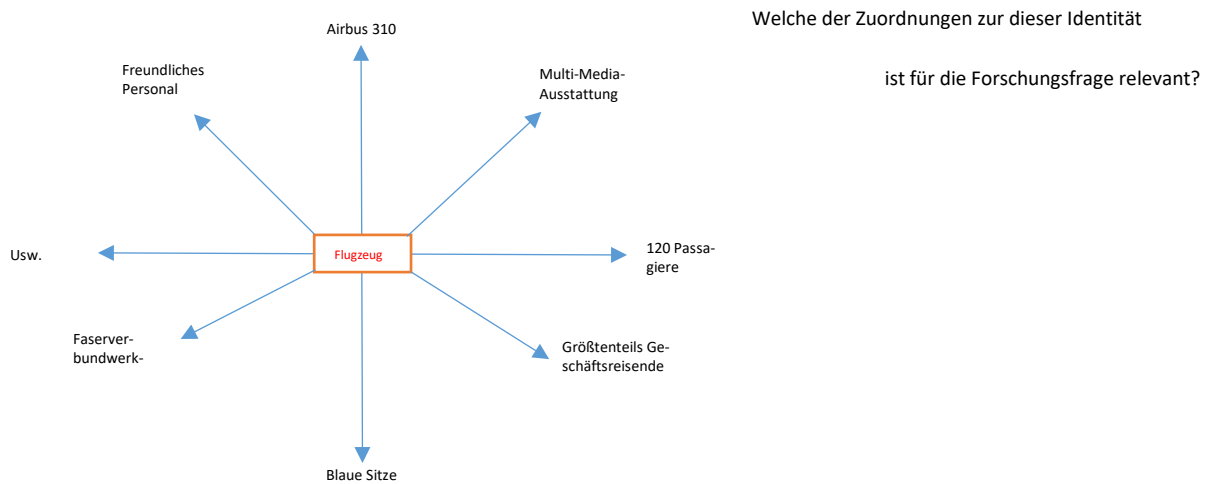 Welche der Zuordnungen zur dieser Identität
ist für die Forschungsfrage relevant?
Airbus 310
Freundliches
Personal
Multi-Media-
Ausstattung
Usw.
Flugzeug
120 Passa-
giere
Faserver-
bundwerk-
Größtenteils Ge-
schäftsreisende
Blaue Sitze